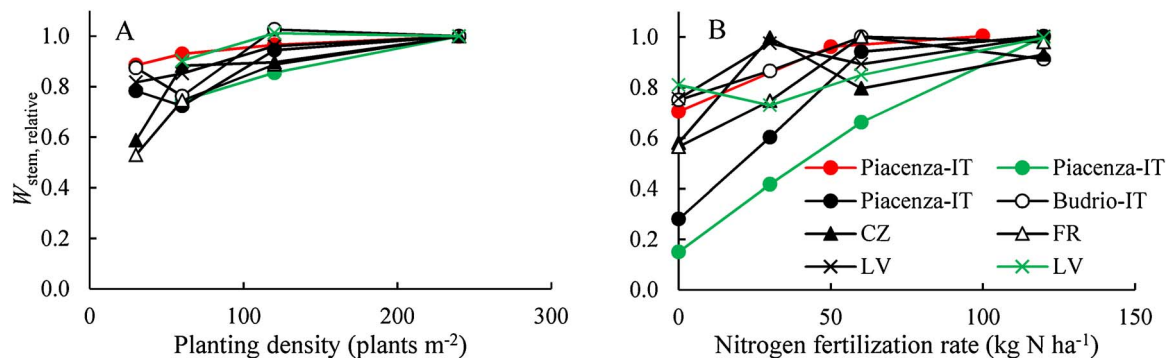 A
W stem, relative
1.0
0.8
0.6
0.4
0.2
0.0
0 100 200 300
Planting density (plants m⁻²)
B
1.0
0.8
0.6
0.4
0.2
0.0
Piacenza-IT Piacenza-IT
Piacenza-IT Budrio-IT
CZ FR
LV LV
0 50 100 150
Nitrogen fertilization rate (kg N ha⁻¹)